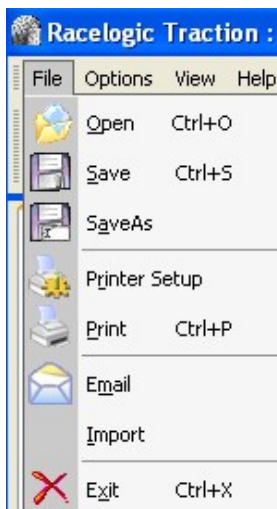 Racelogic Traction :
File Options View Help
Open Ctrl+O
Save Ctrl+S
SaveAs
Printer Setup
Print Ctrl+P
Email
Import
Exit Ctrl+X